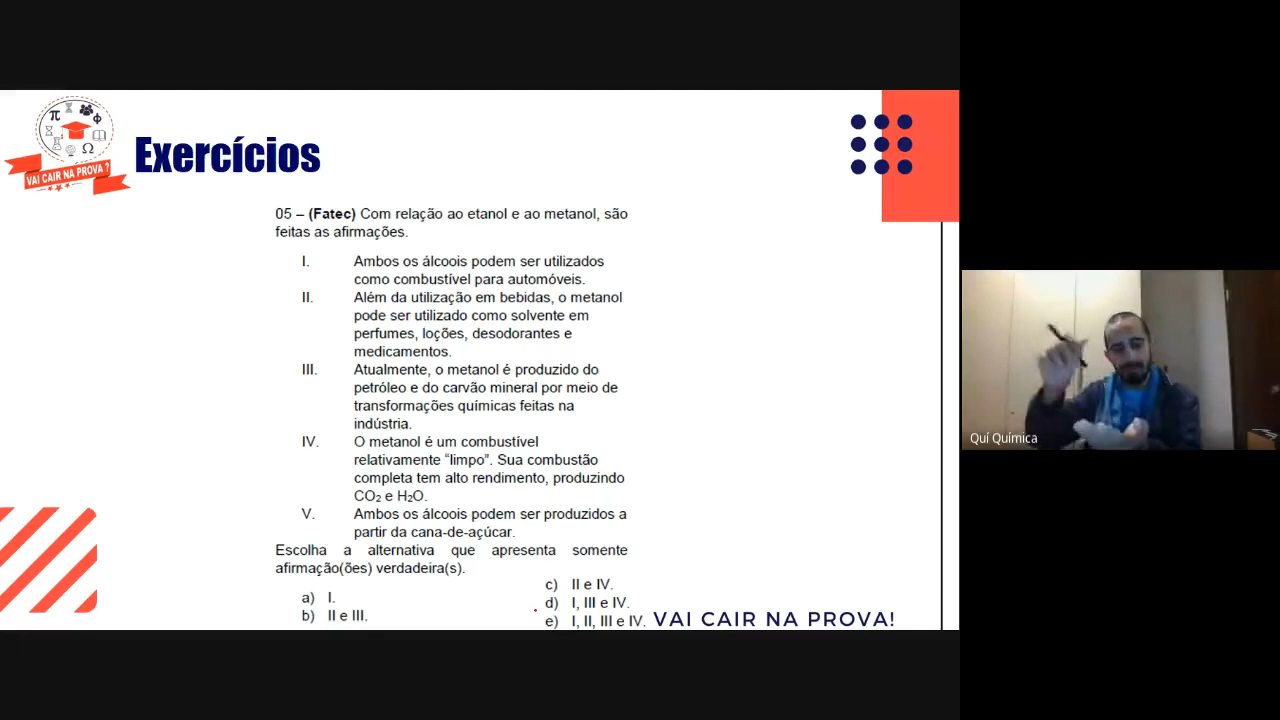 π
Φ
Ω
VAI CAIR NA PROVA ?
Exercícios
05 – (Fatec) Com relação ao etanol e ao metanol, são
feitas as afirmações.
I. Ambos os álcoois podem ser utilizados
como combustível para automóveis.
II. Além da utilização em bebidas, o metanol
pode ser utilizado como solvente em
perfumes, loções, desodorantes e
medicamentos.
III. Atualmente, o metanol é produzido do
petróleo e do carvão mineral por meio de
transformações químicas feitas na
indústria.
IV. O metanol é um combustível
relativamente “limpo”. Sua combustão
completa tem alto rendimento, produzindo
CO₂ e H₂O.
V. Ambos os álcoois podem ser produzidos a
partir da cana-de-açúcar.
Escolha a alternativa que apresenta somente
afirmação(ões) verdadeira(s).
a) I.
b) II e III.
c) II e IV.
d) I, III e IV.
e) I, II, III e IV.
VAI CAIR NA PROVA!
Quí Química